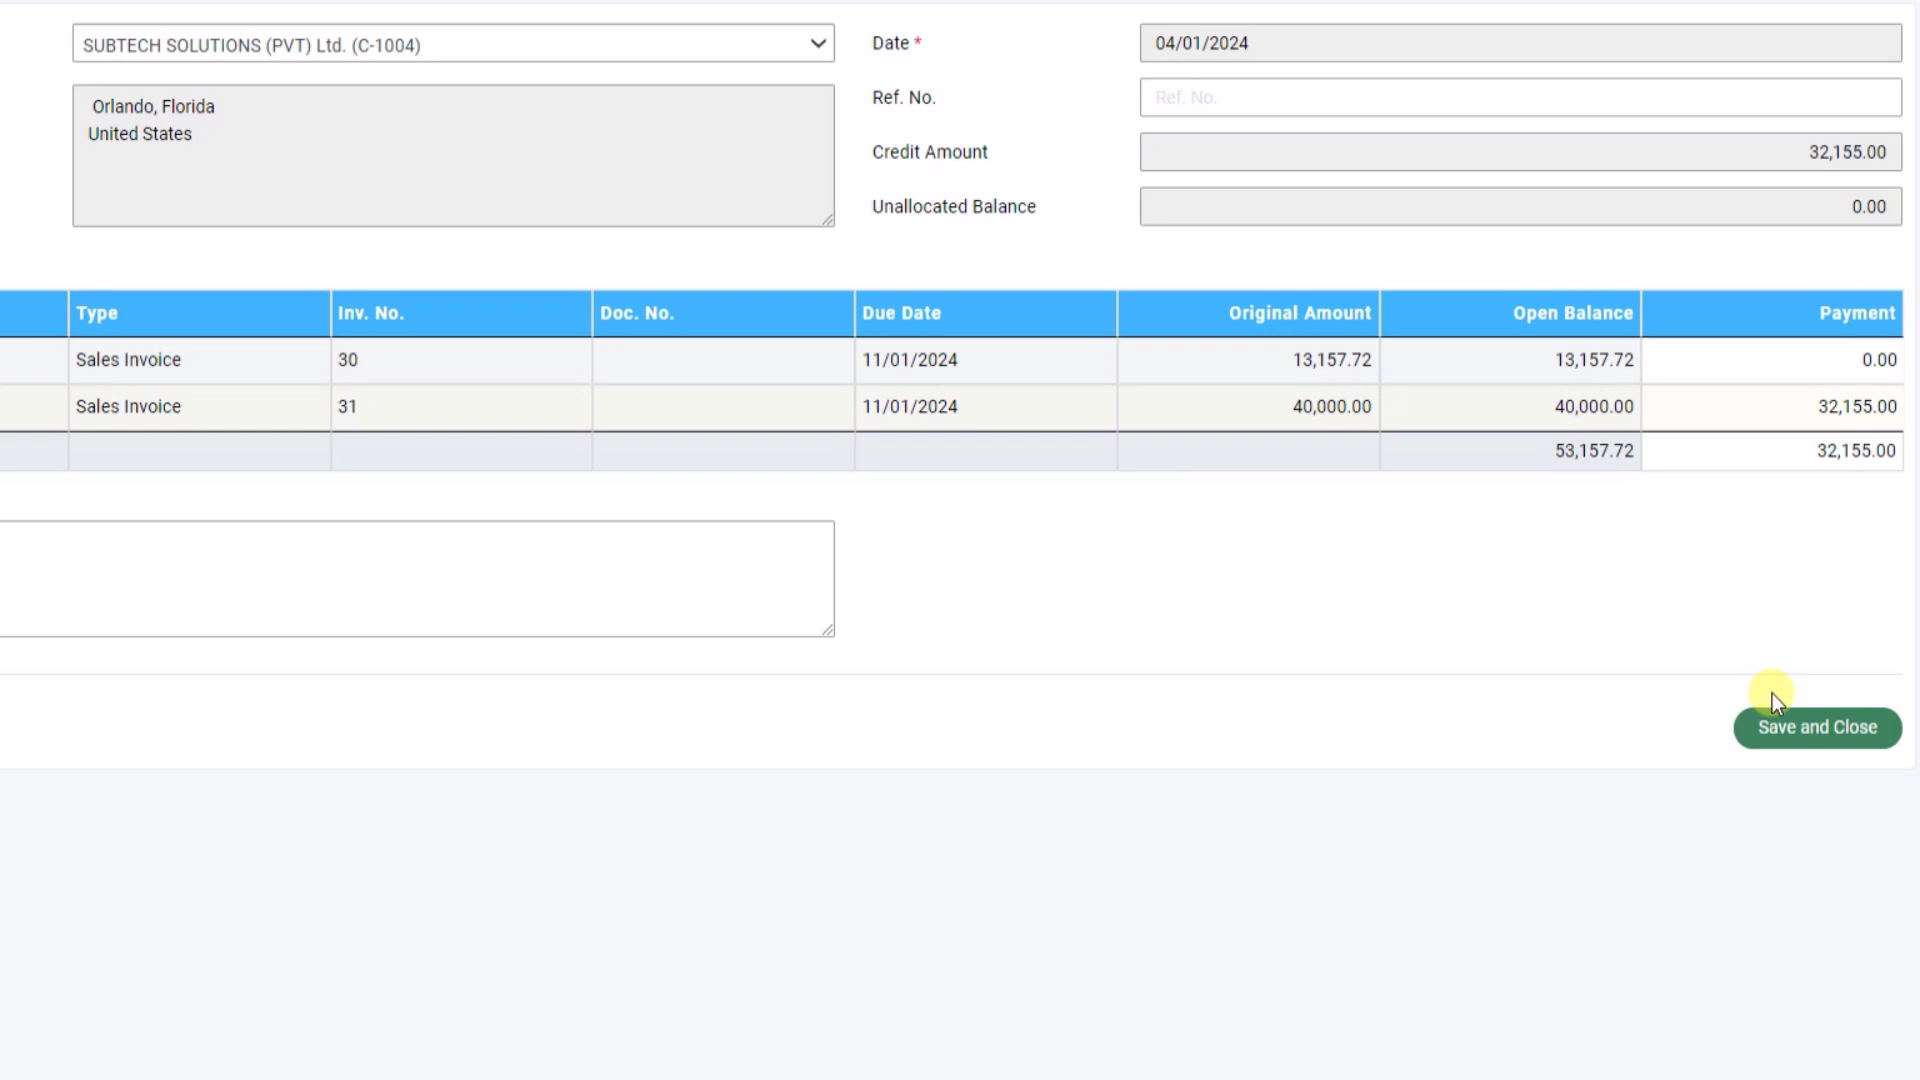 SUBTECH SOLUTIONS (PVT) Ltd. (C-1004)
Date *
04/01/2024
Orlando, Florida
United States
Ref. No.
Ref. No.
Credit Amount
32,155.00
Unallocated Balance
0.00
Type Inv. No. Doc. No. Due Date Original Amount Open Balance Payment
Sales Invoice 30 11/01/2024 13,157.72 13,157.72 0.00
Sales Invoice 31 11/01/2024 40,000.00 40,000.00 32,155.00
53,157.72 32,155.00
Save and Close